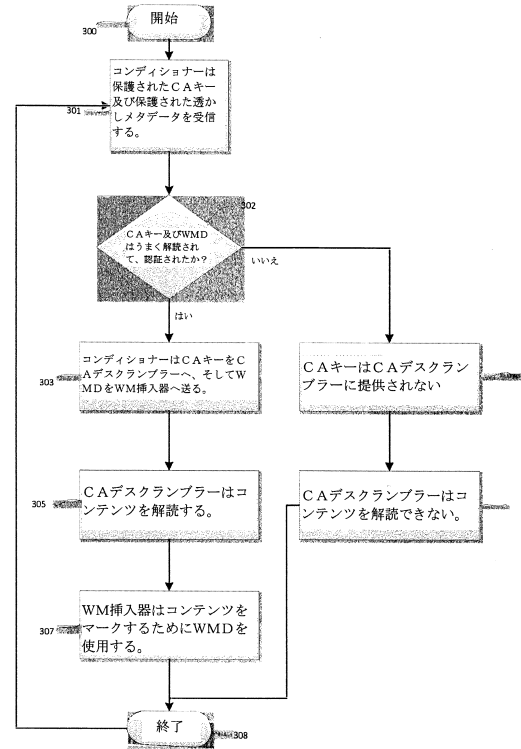 開始
300
コンディショナーは
保護されたCAキー
及び保護された透か
しメタデータを受信
する。
301
302
CAキー及びWMD
はうまく解読され
て、認証されたか？
いいえ
はい
コンディショナーはCAキーをC
Aデスクランブラーへ、そしてW
MDをWM挿入器へ送る。
303
CAキーはCAデスクラン
ブラーに提供されない
CAデスクランブラーはコ
ンテンツを解読する。
305
CAデスクランブラーはコ
ンテンツを解読できない。
WM挿入器はコンテンツを
マークするためにWMDを
使用する。
307
終了
308